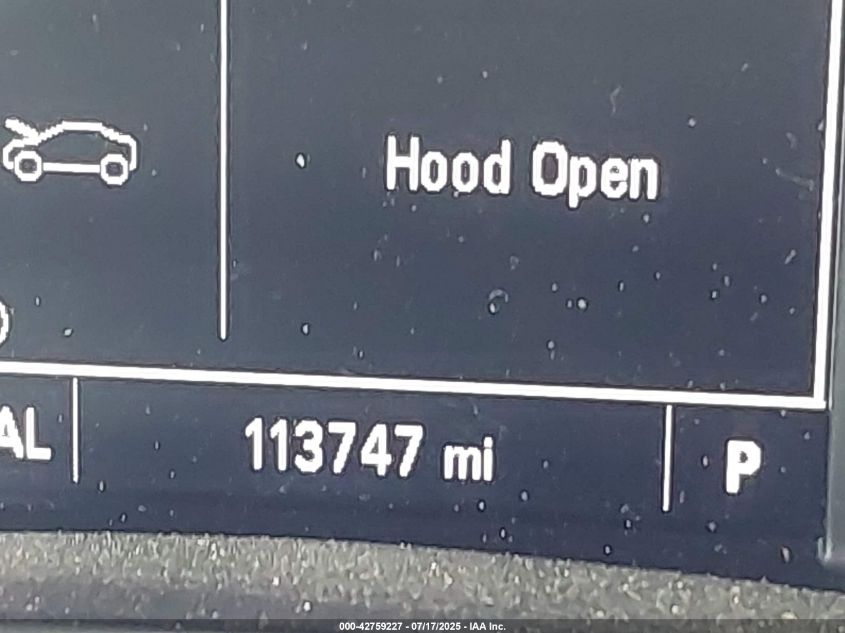 Hood Open
AL
113747 mi
P
000-42759227 - 07/17/2025 - IAA Inc.